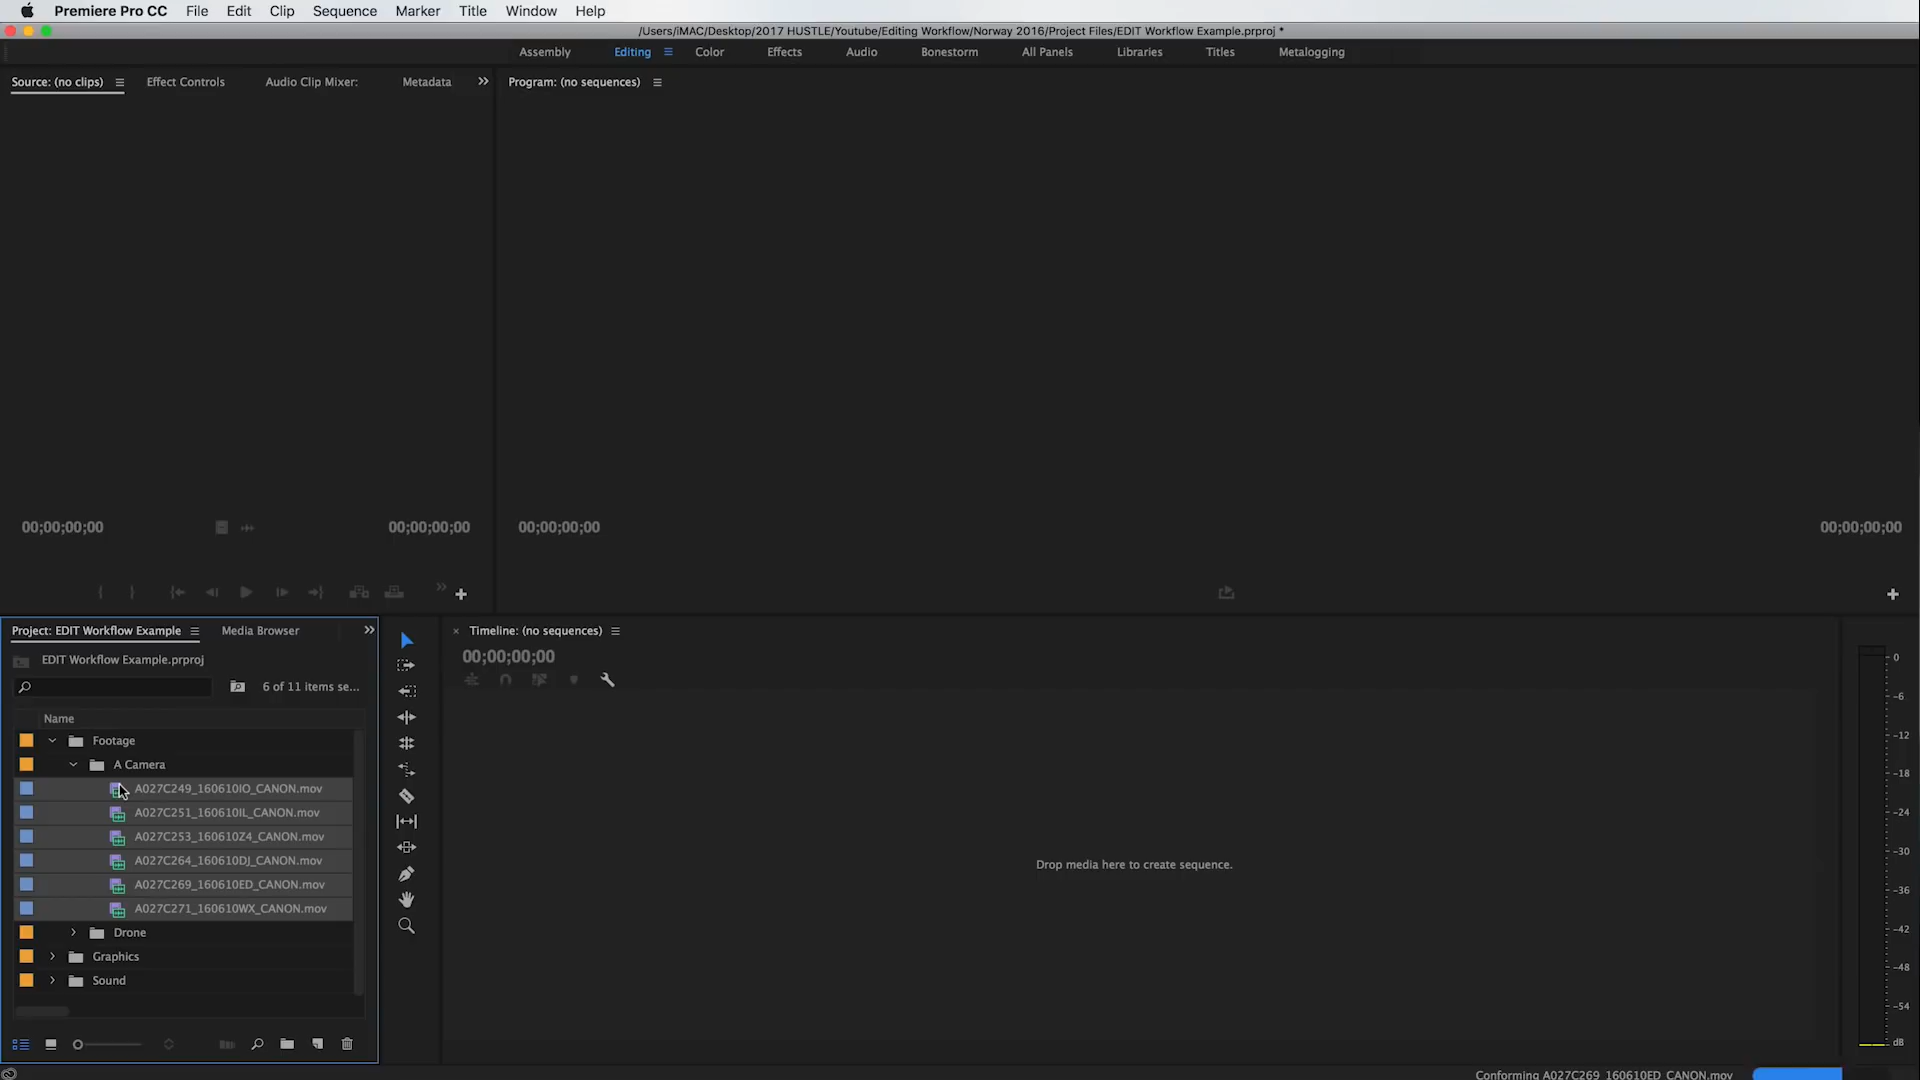 Premiere Pro CC File Edit Clip Sequence Marker Title Window Help
/Users/iMAC/Desktop/2017 HUSTLE/Youtube/Editing Workflow/Norway 2016/Project Files/EDIT Workflow Example.prproj *
Assembly Editing Color Effects Audio Bonestorm All Panels Libraries Titles Metalogging
Source: (no clips) Effect Controls Audio Clip Mixer: Metadata Program: (no sequences)
00;00;00;00 00;00;00;00 00;00;00;00 00;00;00;00
Project: EDIT Workflow Example Media Browser
EDIT Workflow Example.prproj
6 of 11 items se...
Name
Footage
A Camera
A027C249_160610IO_CANON.mov
A027C251_160610IL_CANON.mov
A027C253_160610Z4_CANON.mov
A027C264_160610DJ_CANON.mov
A027C269_160610ED_CANON.mov
A027C271_160610WX_CANON.mov
Drone
Graphics
Sound
Timeline: (no sequences)
00;00;00;00
Drop media here to create sequence.
0
-6
-12
-18
-24
-30
-36
-42
-48
-54
dB
Conforming A027C269_160610ED_CANON.mov